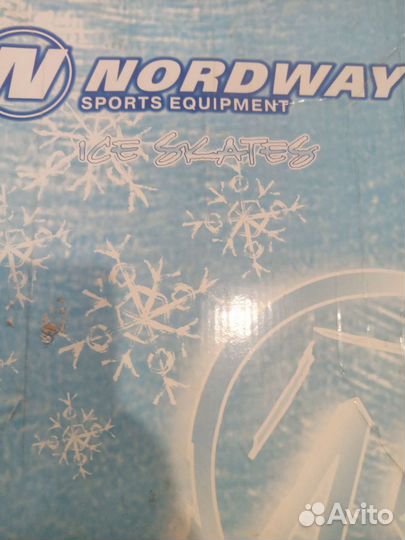 N NORDWAY
SPORTS EQUIPMENT
ICE SKATES
Avito